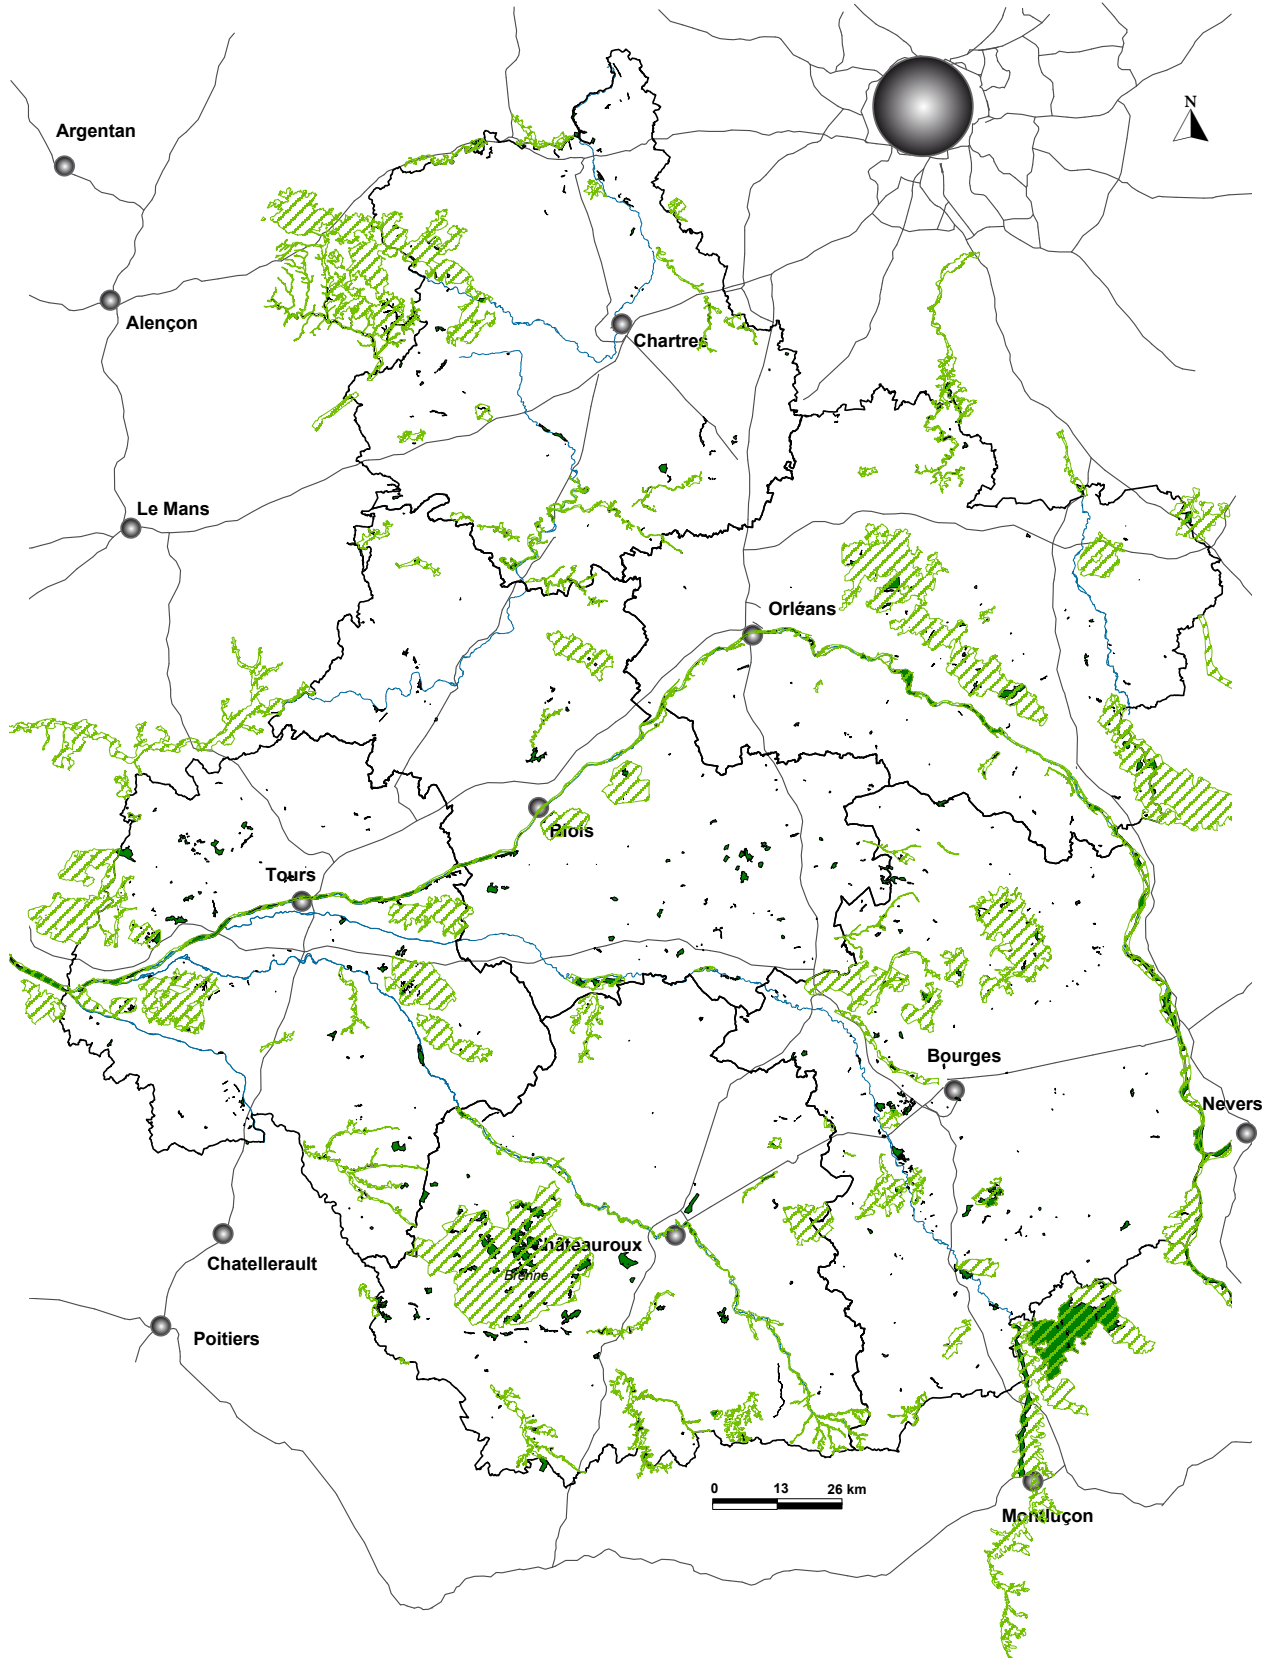 N
Argentan
Alençon
Chartres
Le Mans
Orléans
Blois
Tours
Bourges
Nevers
Châteauroux
Brenne
Chatellerault
Poitiers
0 13 26 km
Montluçon